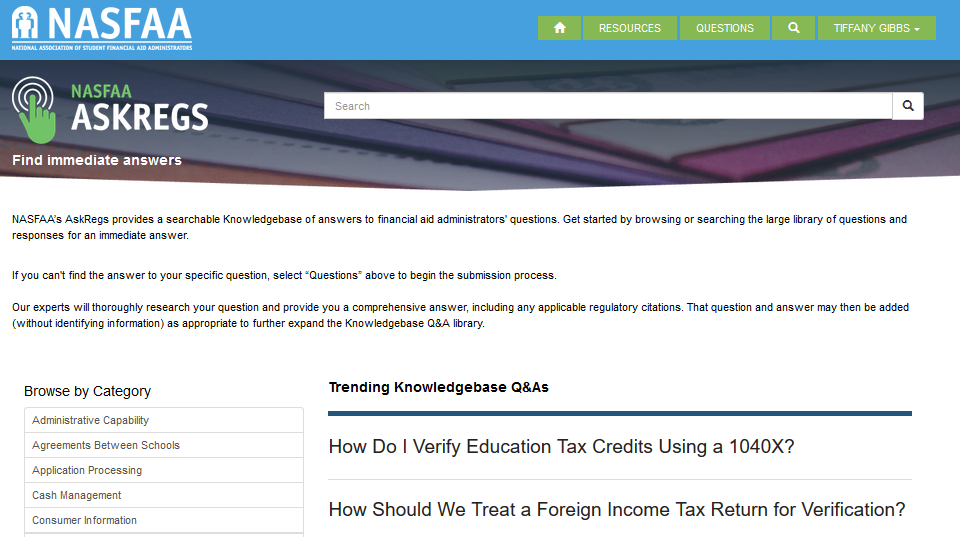 NASFAA
NATIONAL ASSOCIATION OF STUDENT FINANCIAL AID ADMINISTRATORS
RESOURCES
QUESTIONS
TIFFANY GIBBS
NASFAA
ASKREGS
Find immediate answers
Search
NASFAA's AskRegs provides a searchable Knowledgebase of answers to financial aid administrators' questions. Get started by browsing or searching the large library of questions and
responses for an immediate answer.
If you can't find the answer to your specific question, select “Questions” above to begin the submission process.
Our experts will thoroughly research your question and provide you a comprehensive answer, including any applicable regulatory citations. That question and answer may then be added
(without identifying information) as appropriate to further expand the Knowledgebase Q&A library.
Browse by Category
Administrative Capability
Agreements Between Schools
Application Processing
Cash Management
Consumer Information
Trending Knowledgebase Q&As
How Do I Verify Education Tax Credits Using a 1040X?
How Should We Treat a Foreign Income Tax Return for Verification?